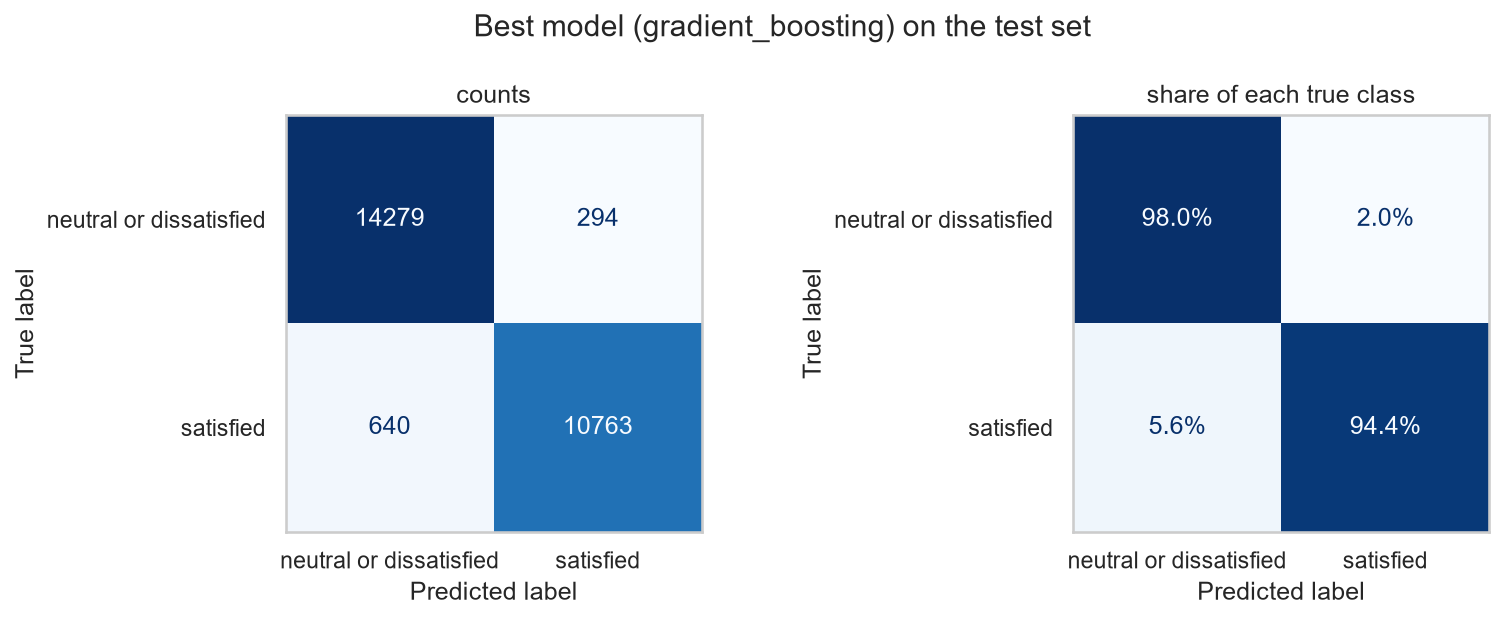 Best model (gradient_boosting) on the test set
counts
True label
neutral or dissatisfied
14279
294
satisfied
640
10763
neutral or dissatisfied
satisfied
Predicted label
share of each true class
True label
neutral or dissatisfied
98.0%
2.0%
satisfied
5.6%
94.4%
neutral or dissatisfied
satisfied
Predicted label